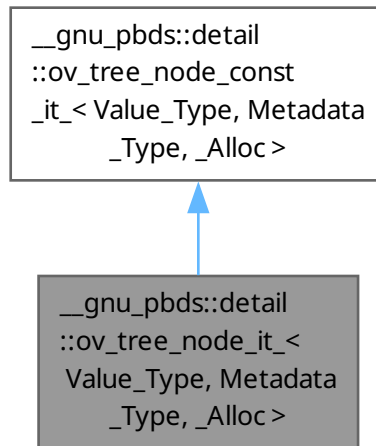 __gnu_pbds::detail
::ov_tree_node_const
_it_< Value_Type, Metadata
_Type, _Alloc >
__gnu_pbds::detail
::ov_tree_node_it_<
Value_Type, Metadata
_Type, _Alloc >